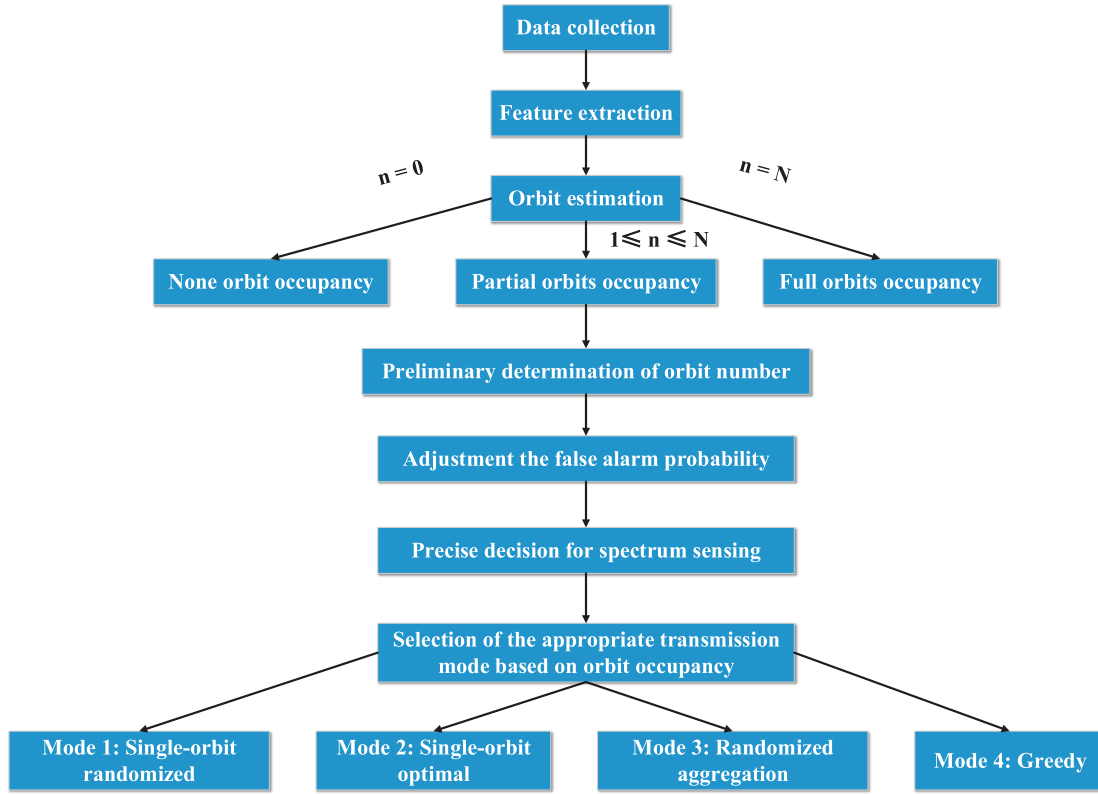 Data collection
Feature extraction
n = 0
n = N
Orbit estimation
1≤ n ≤ N
None orbit occupancy
Partial orbits occupancy
Full orbits occupancy
Preliminary determination of orbit number
Adjustment the false alarm probability
Precise decision for spectrum sensing
Selection of the appropriate transmission
mode based on orbit occupancy
Mode 1: Single-orbit
randomized
Mode 2: Single-orbit
optimal
Mode 3: Randomized
aggregation
Mode 4: Greedy